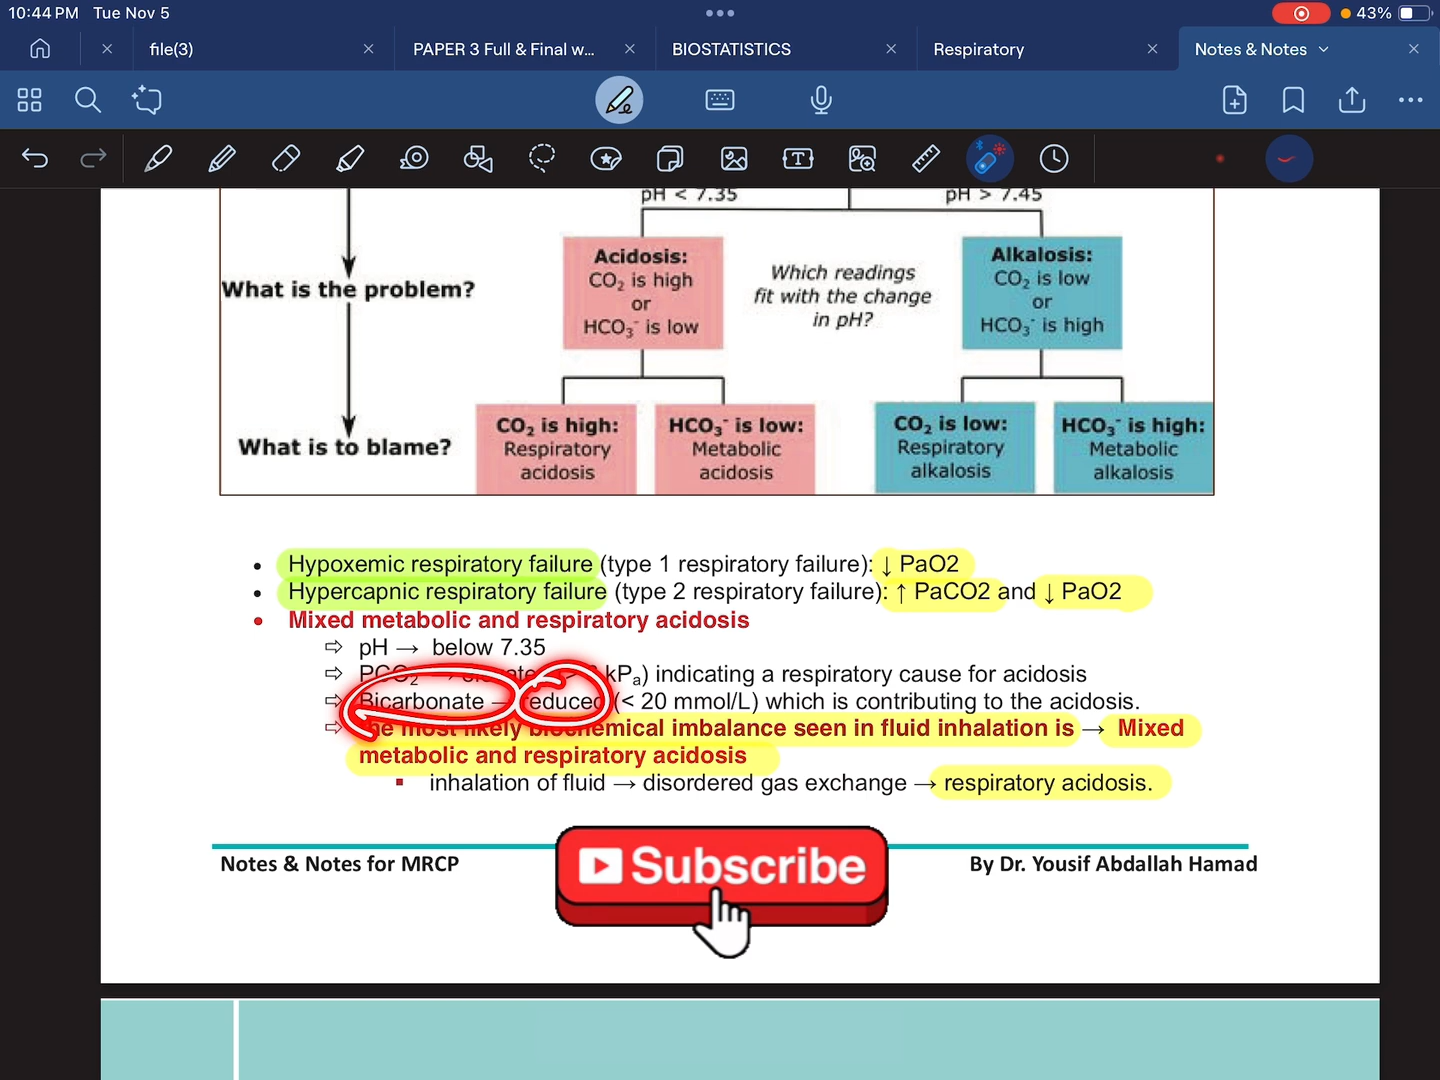 10:44 PM Tue Nov 5
43%
file(3)
PAPER 3 Full & Final w...
BIOSTATISTICS
Respiratory
Notes & Notes
pH < 7.35
pH > 7.45
What is the problem?
Acidosis:
CO₂ is high
or
HCO₃⁻ is low
Which readings
fit with the change
in pH?
Alkalosis:
CO₂ is low
or
HCO₃⁻ is high
What is to blame?
CO₂ is high:
Respiratory
acidosis
HCO₃⁻ is low:
Metabolic
acidosis
CO₂ is low:
Respiratory
alkalosis
HCO₃⁻ is high:
Metabolic
alkalosis
• Hypoxemic respiratory failure (type 1 respiratory failure): ↓ PaO2
• Hypercapnic respiratory failure (type 2 respiratory failure): ↑ PaCO2 and ↓ PaO2
• Mixed metabolic and respiratory acidosis
⇨ pH → below 7.35
⇨ PCO₂ → kPₐ) indicating a respiratory cause for acidosis
⇨ Bicarbonate → reduced (< 20 mmol/L) which is contributing to the acidosis.
⇨ most likely biochemical imbalance seen in fluid inhalation is → Mixed
metabolic and respiratory acidosis
▪ inhalation of fluid → disordered gas exchange → respiratory acidosis.
Notes & Notes for MRCP
Subscribe
By Dr. Yousif Abdallah Hamad